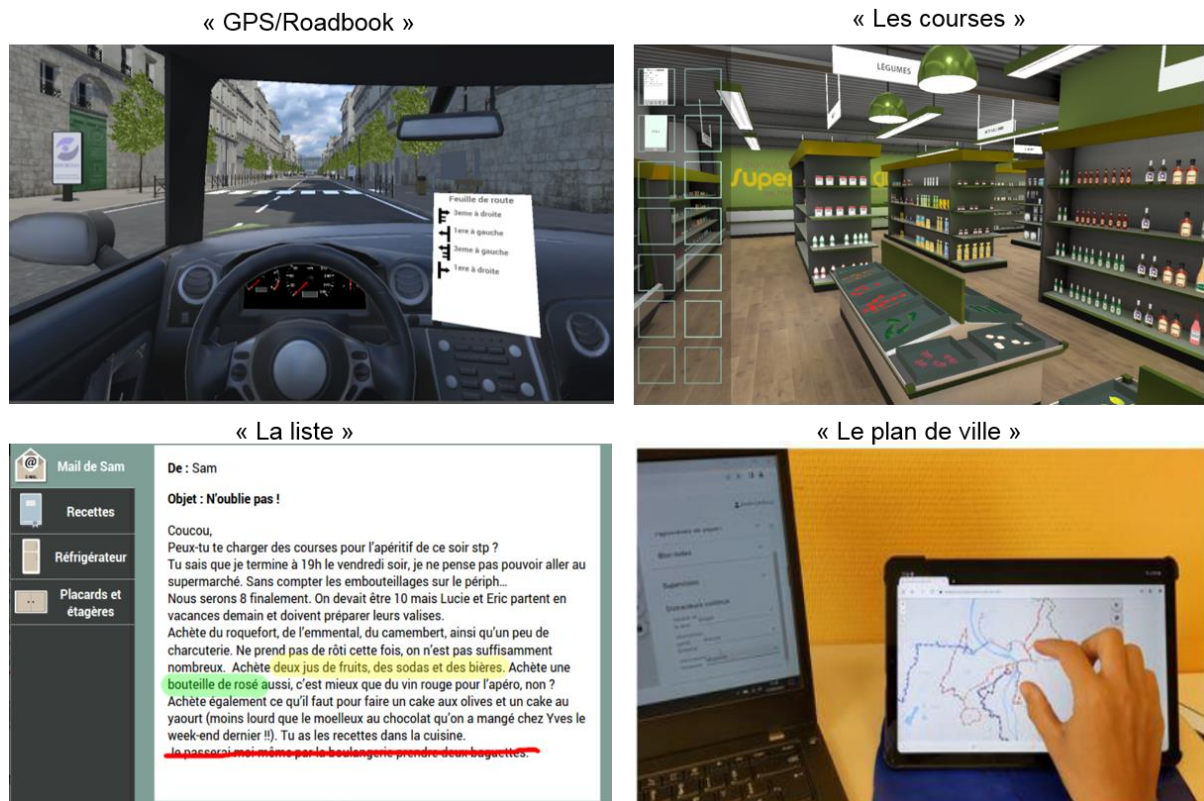 « GPS/Roadbook »
Feuille de route
3eme à droite
1ere à gauche
3eme à gauche
1ere à droite
« Les courses »
LÉGUMES
Super
« La liste »
Mail de Sam
Recettes
Réfrigérateur
Placards et
étagères
De : Sam
Objet : N'oublie pas !
Coucou,
Peux-tu te charger des courses pour l'apéritif de ce soir stp ?
Tu sais que je termine à 19h le vendredi soir, je ne pense pas pouvoir aller au
supermarché. Sans compter les embouteillages sur le périph...
Nous serons 8 finalement. On devait être 10 mais Lucie et Eric partent en
vacances demain et doivent préparer leurs valises.
Achète du roquefort, de l'emmental, du camembert, ainsi qu'un peu de
charcuterie. Ne prend pas de rôti cette fois, on n'est pas suffisamment
nombreux. Achète deux jus de fruits, des sodas et des bières. Achète une
bouteille de rosé aussi, c'est mieux que du vin rouge pour l'apéro, non ?
Achète également ce qu'il faut pour faire un cake aux olives et un cake au
yaourt (moins lourd que le moelleux au chocolat qu'on a mangé chez Yves le
week-end dernier !!). Tu as les recettes dans la cuisine.
Je passerai moi même par la boulangerie prendre deux baguettes.
« Le plan de ville »
Supervision